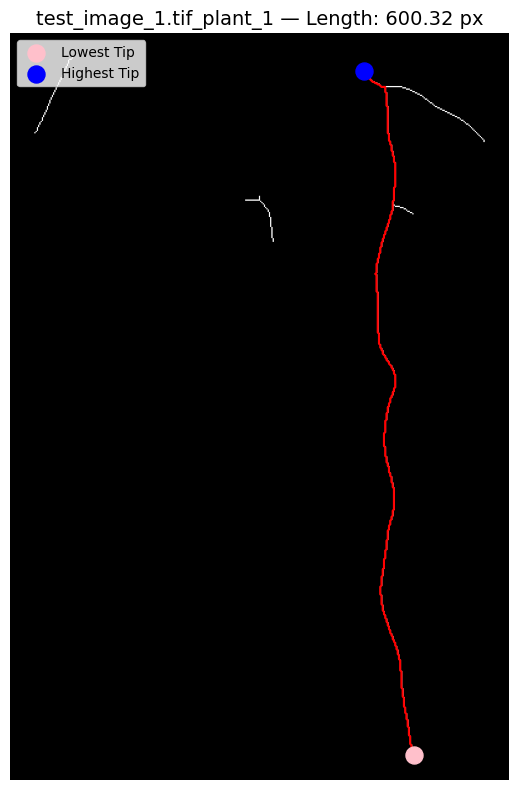 test_image_1.tif_plant_1 — Length: 600.32 px
Lowest Tip
Highest Tip